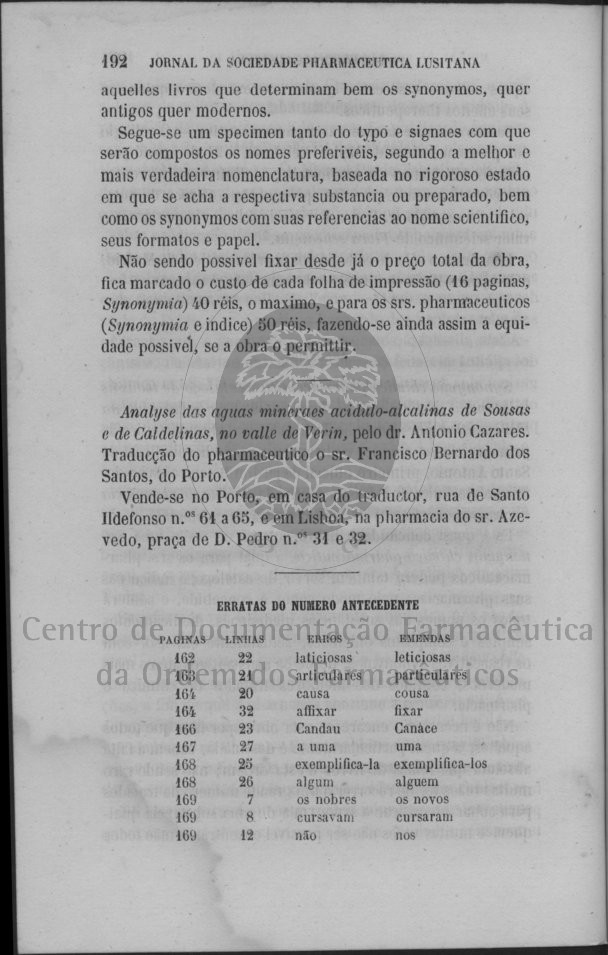 192 JORNAL DA SOCIEDADE PHARMACEUTICA LUSITANA
aquelles livros que determinam bem os synonymos, quer
antigos quer modernos.
Segue-se um specimen tanto do typo e signaes com que
serão compostos os nomes preferiveis, segundo a melhor e
mais verdadeira nomenclatura, baseada no rigoroso estado
em que se acha a respectiva substancia ou preparado, bem
como os synonymos com suas referencias ao nome scientifico,
seus formatos e papel.
Não sendo possivel fixar desde já o preço total da obra,
fica marcado o custo de cada folha de impressão (16 paginas,
Synonymia) 40 réis, o maximo, e para os srs. pharmaceuticos
(Synonymia e indice) 50 réis, fazendo-se ainda assim a equi-
dade possivel, se a obra o permittir.
Analyse das aguas mineraes acidulo-alcalinas de Sousas
e de Caldelinas, no valle de Verin, pelo dr. Antonio Cazares.
Traducção do pharmaceutico o sr. Francisco Bernardo dos
Santos, do Porto.
Vende-se no Porto, em casa do traductor, rua de Santo
Ildefonso n.os 61 a 65, e em Lisboa, na pharmacia do sr. Aze-
vedo, praça de D. Pedro n.os 31 e 32.
ERRATAS DO NUMERO ANTECEDENTE
Centro de Documentação Farmacêutica
PAGINAS LINHAS ERROS EMENDAS
162 22 laticiosas leticiosas
da Ordem dos Farmacêuticos
163 21 articulares particulares
164 20 causa cousa
164 32 affixar fixar
166 23 Candau Canace
167 27 a uma uma
168 25 exemplifica-la exemplifica-los
168 26 algum alguem
169 7 os nobres os novos
169 8 cursavam cursaram
169 12 não nos